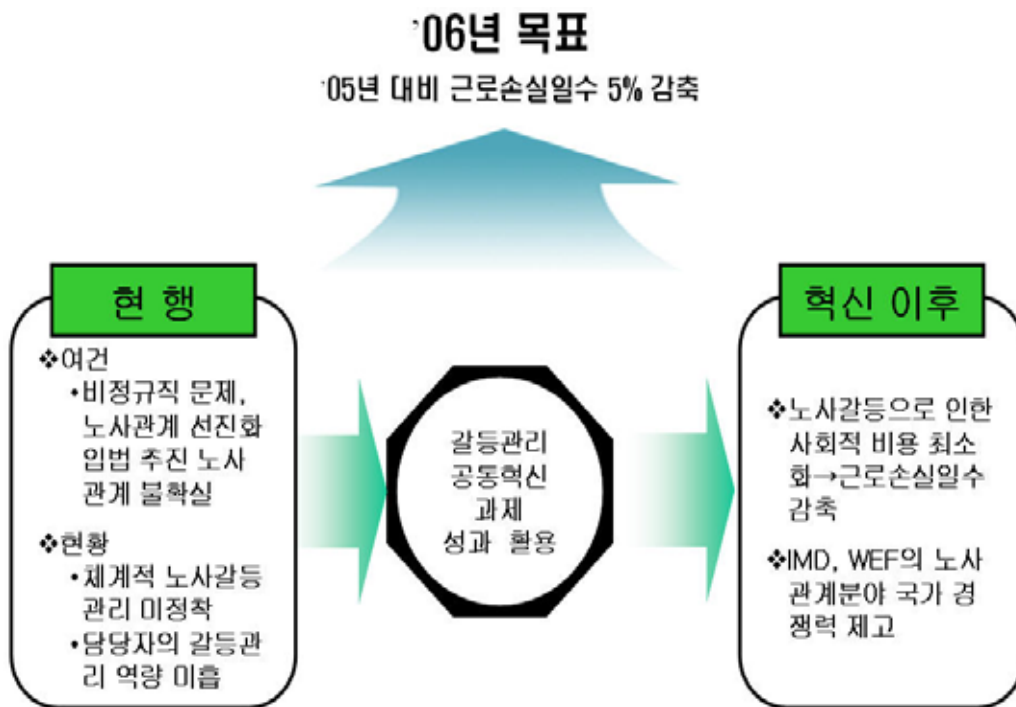 '06년 목표
'05년 대비 근로손실일수 5% 감축
현 행
❖여건
•비정규직 문제,
노사관계 선진화
입법 추진 노사
관계 불확실
❖현황
•체계적 노사갈등
관리 미정착
•담당자의 갈등관
리 역량 미흡
갈등관리
공동혁신
과제
성과 활용
혁신 이후
❖노사갈등으로 인한
사회적 비용 최소
화→근로손실일수
감축
❖IMD, WEF의 노사
관계분야 국가 경
쟁력 제고